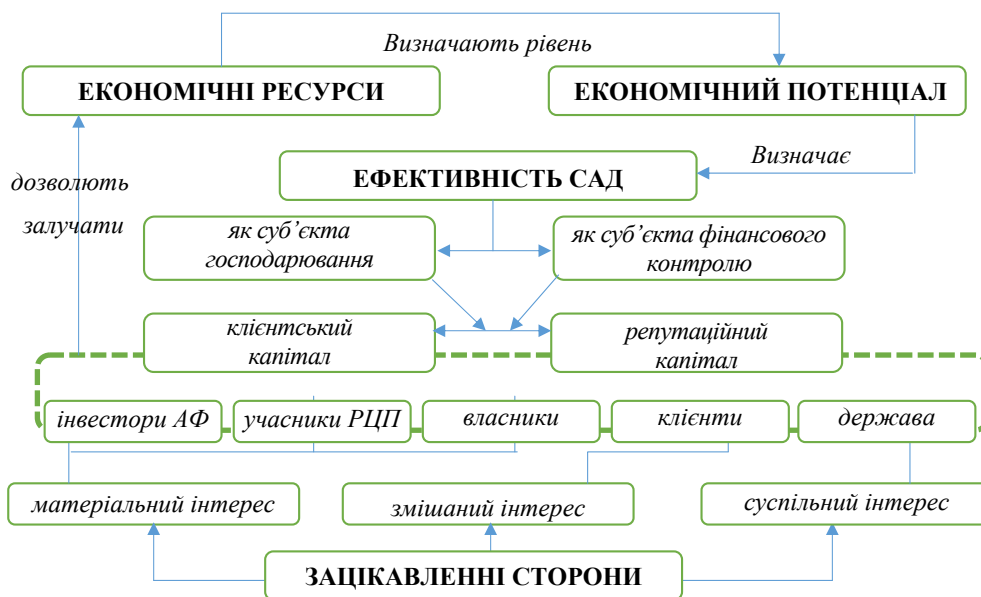 Визначають рівень
ЕКОНОМІЧНІ РЕСУРСИ
ЕКОНОМІЧНИЙ ПОТЕНЦІАЛ
Визначає
ЕФЕКТИВНІСТЬ САД
дозволють
залучати
як суб’єкта
господарювання
як суб’єкта фінансового
контролю
клієнтський
капітал
репутаційний
капітал
інвестори АФ
учасники РЦП
власники
клієнти
держава
матеріальний інтерес
змішаний інтерес
суспільний інтерес
ЗАЦІКАВЛЕННІ СТОРОНИ